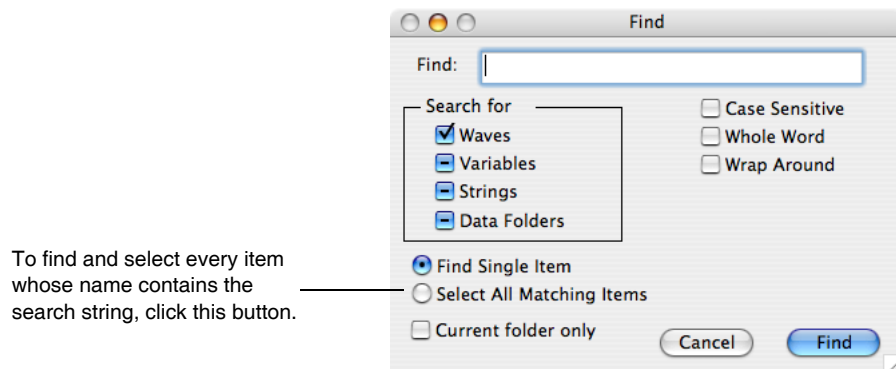 Find
Find:
Search for
Waves
Variables
Strings
Data Folders
Case Sensitive
Whole Word
Wrap Around
To find and select every item
whose name contains the
search string, click this button.
Find Single Item
Select All Matching Items
Current folder only
Cancel
Find